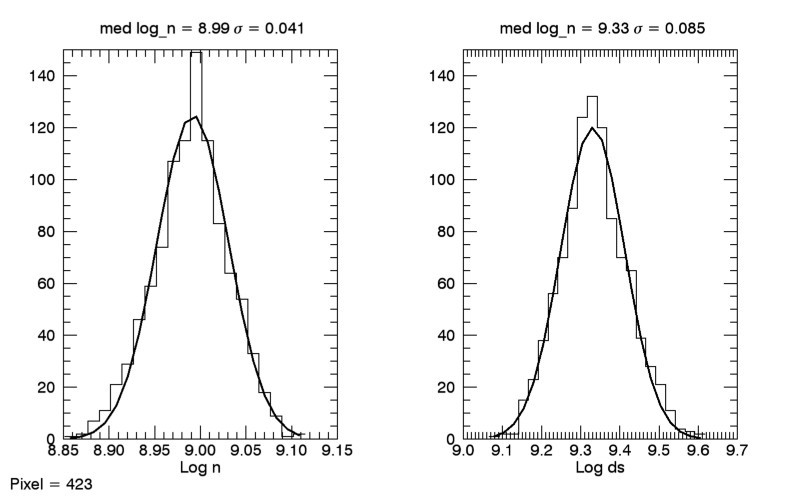 med log_n = 8.99 σ = 0.041
med log_n = 9.33 σ = 0.085
140
120
100
80
60
40
20
0
8.85 8.90 8.95 9.00 9.05 9.10 9.15
Log n
140
120
100
80
60
40
20
0
9.0 9.1 9.2 9.3 9.4 9.5 9.6 9.7
Log ds
Pixel = 423